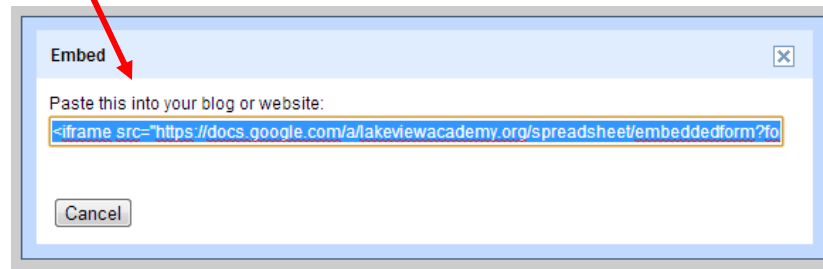 Embed
Paste this into your blog or website:
<iframe src="https://docs.google.com/a/lakeviewacademy.org/spreadsheet/embeddedform?fo
Cancel